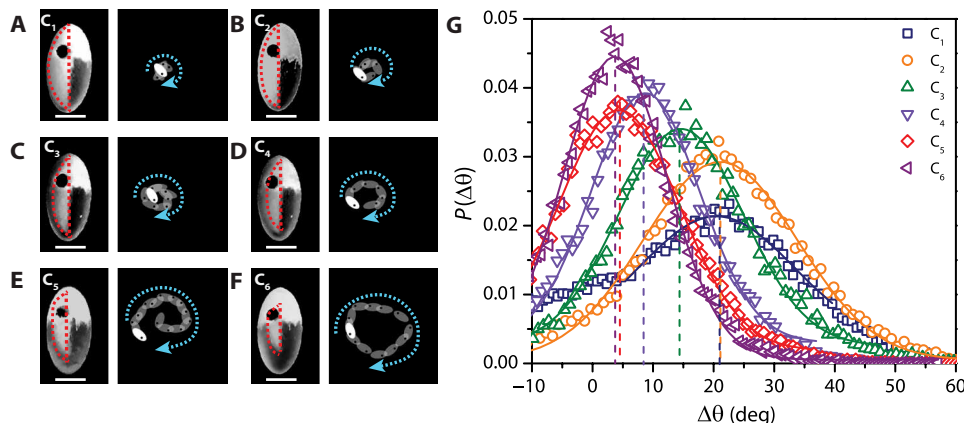 A
C₁
B
C₂
C
C₃
D
C₄
E
C₅
F
C₆
G
0.05
0.04
0.03
0.02
0.01
0.00
P(Δθ)
−10 0 10 20 30 40 50 60
Δθ (deg)
C₁
C₂
C₃
C₄
C₅
C₆